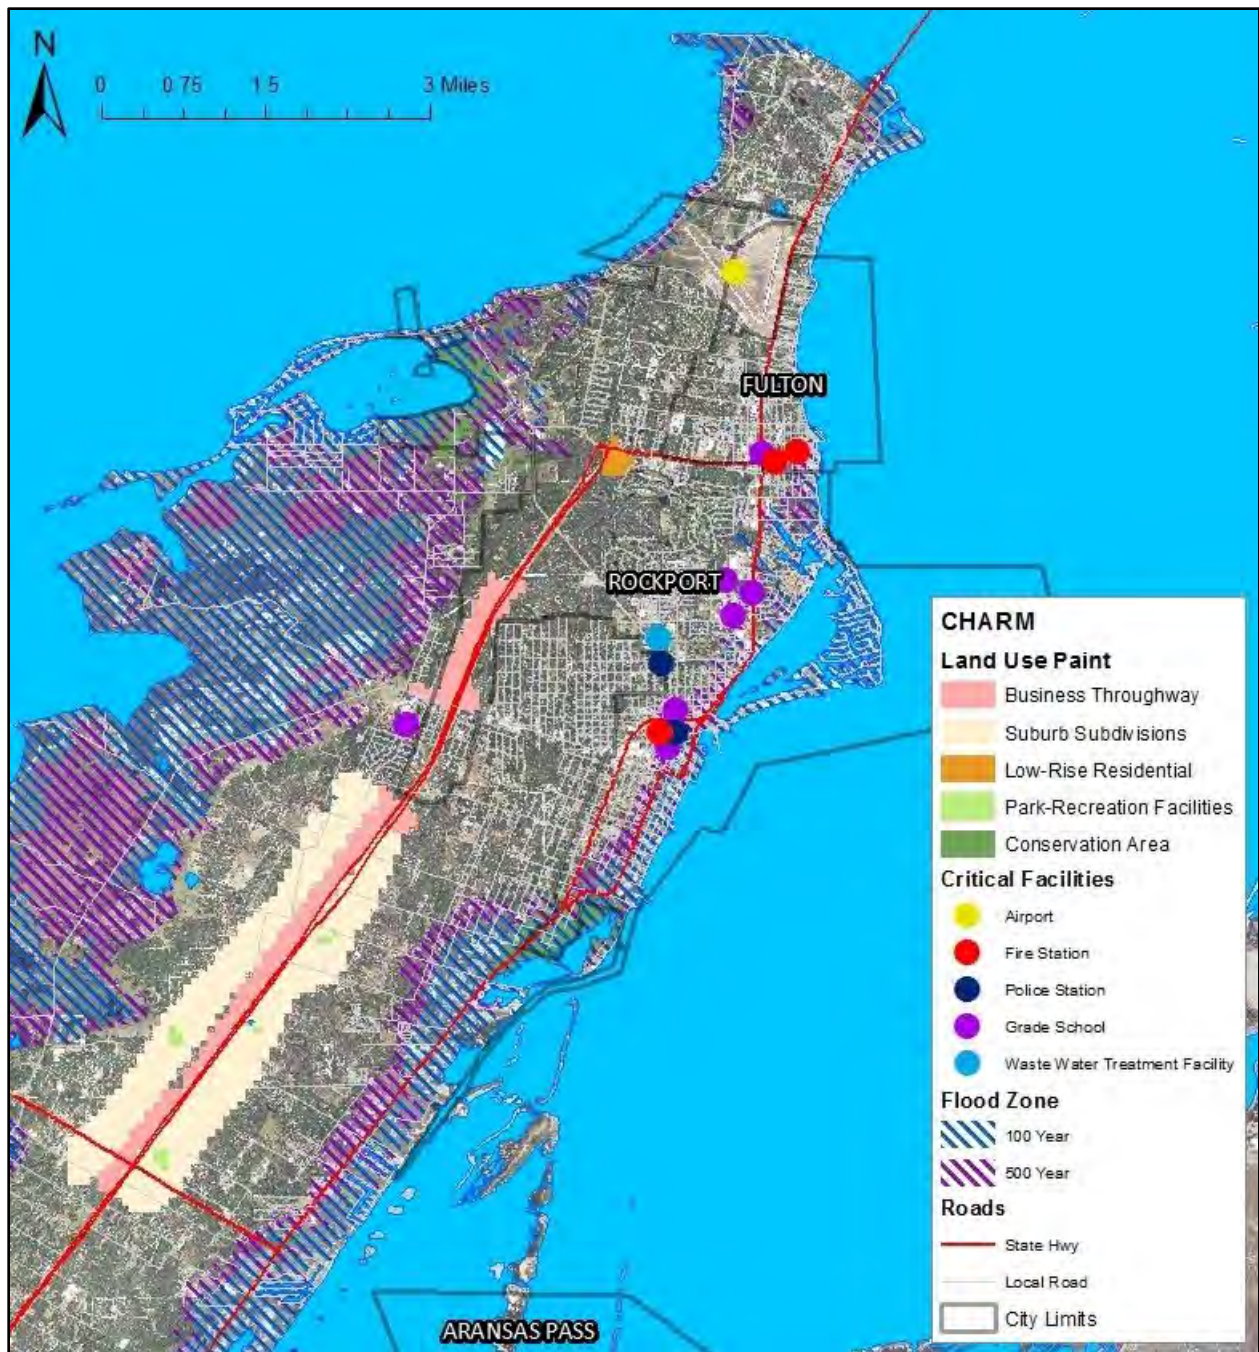 N
0 0.75 1.5 3 Miles
FULTON
ROCKPORT
ARANSAS PASS
CHARM
Land Use Paint
Business Throughway
Suburb Subdivisions
Low-Rise Residential
Park-Recreation Facilities
Conservation Area
Critical Facilities
Airport
Fire Station
Police Station
Grade School
Waste Water Treatment Facility
Flood Zone
100 Year
500 Year
Roads
State Hwy
Local Road
City Limits